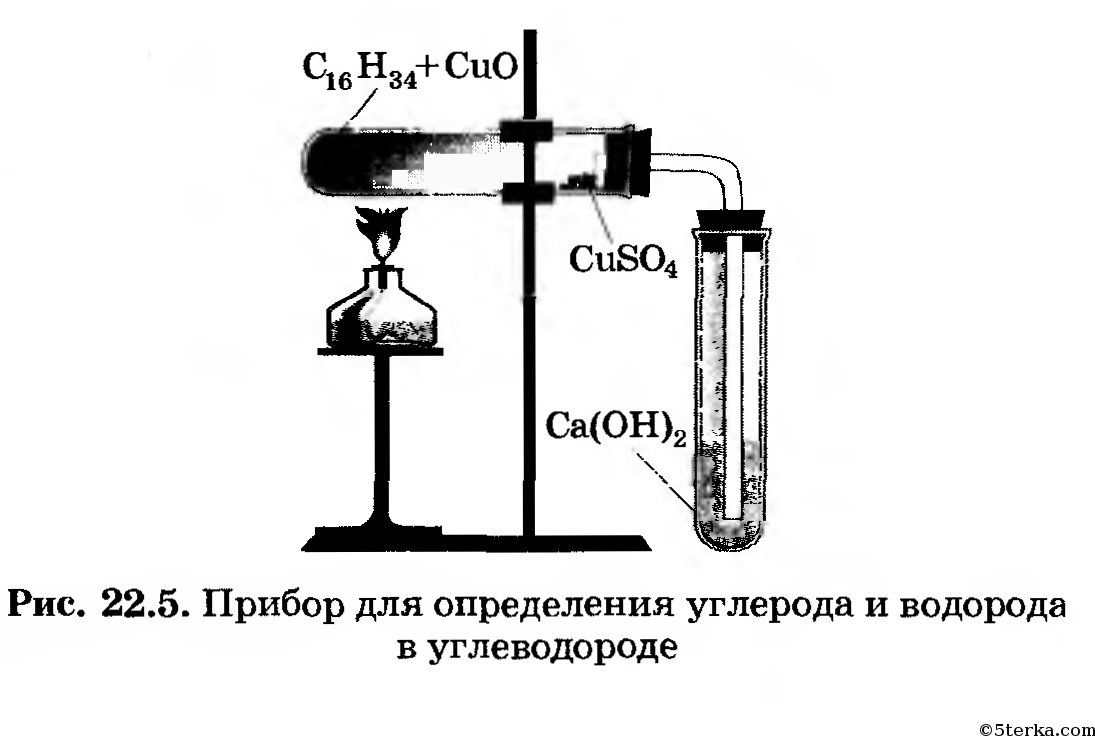 C₁₆H₃₄ + CuO
CuSO₄
Ca(OH)₂
Рис. 22.5. Прибор для определения углерода и водорода
в углеводороде
©5terka.com